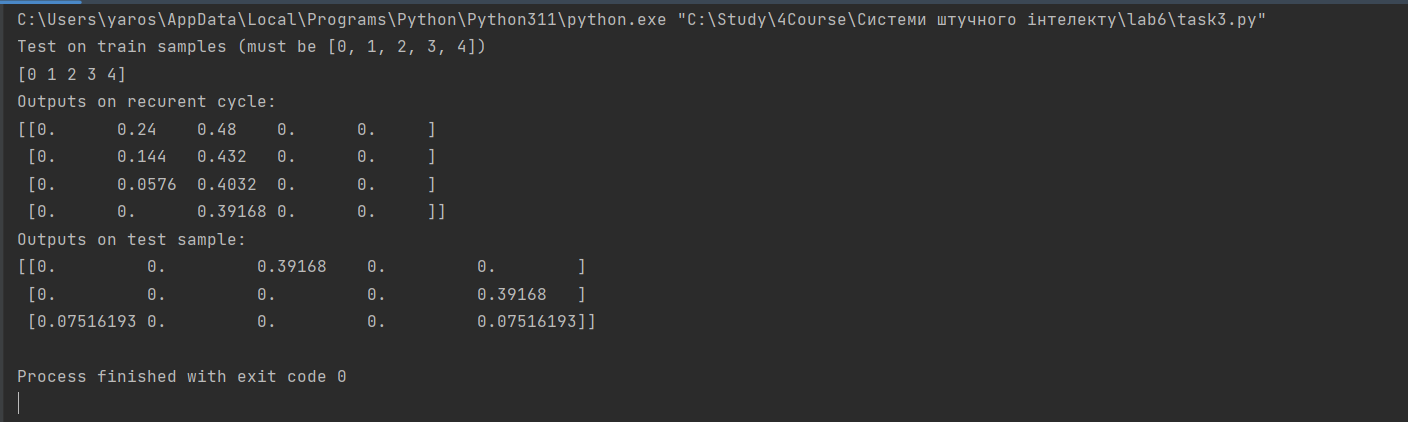 C:\Users\yaros\AppData\Local\Programs\Python\Python311\python.exe "C:\Study\4Course\Системи штучного інтелекту\lab6\task3.py"
Test on train samples (must be [0, 1, 2, 3, 4])
[0 1 2 3 4]
Outputs on recurent cycle:
[[0.      0.24    0.48    0.      0.     ]
 [0.      0.144   0.432   0.      0.     ]
 [0.      0.0576  0.4032  0.      0.     ]
 [0.      0.      0.39168 0.      0.     ]]
Outputs on test sample:
[[0.         0.         0.39168    0.         0.        ]
 [0.         0.         0.         0.         0.39168   ]
 [0.07516193 0.         0.         0.         0.07516193]]
Process finished with exit code 0